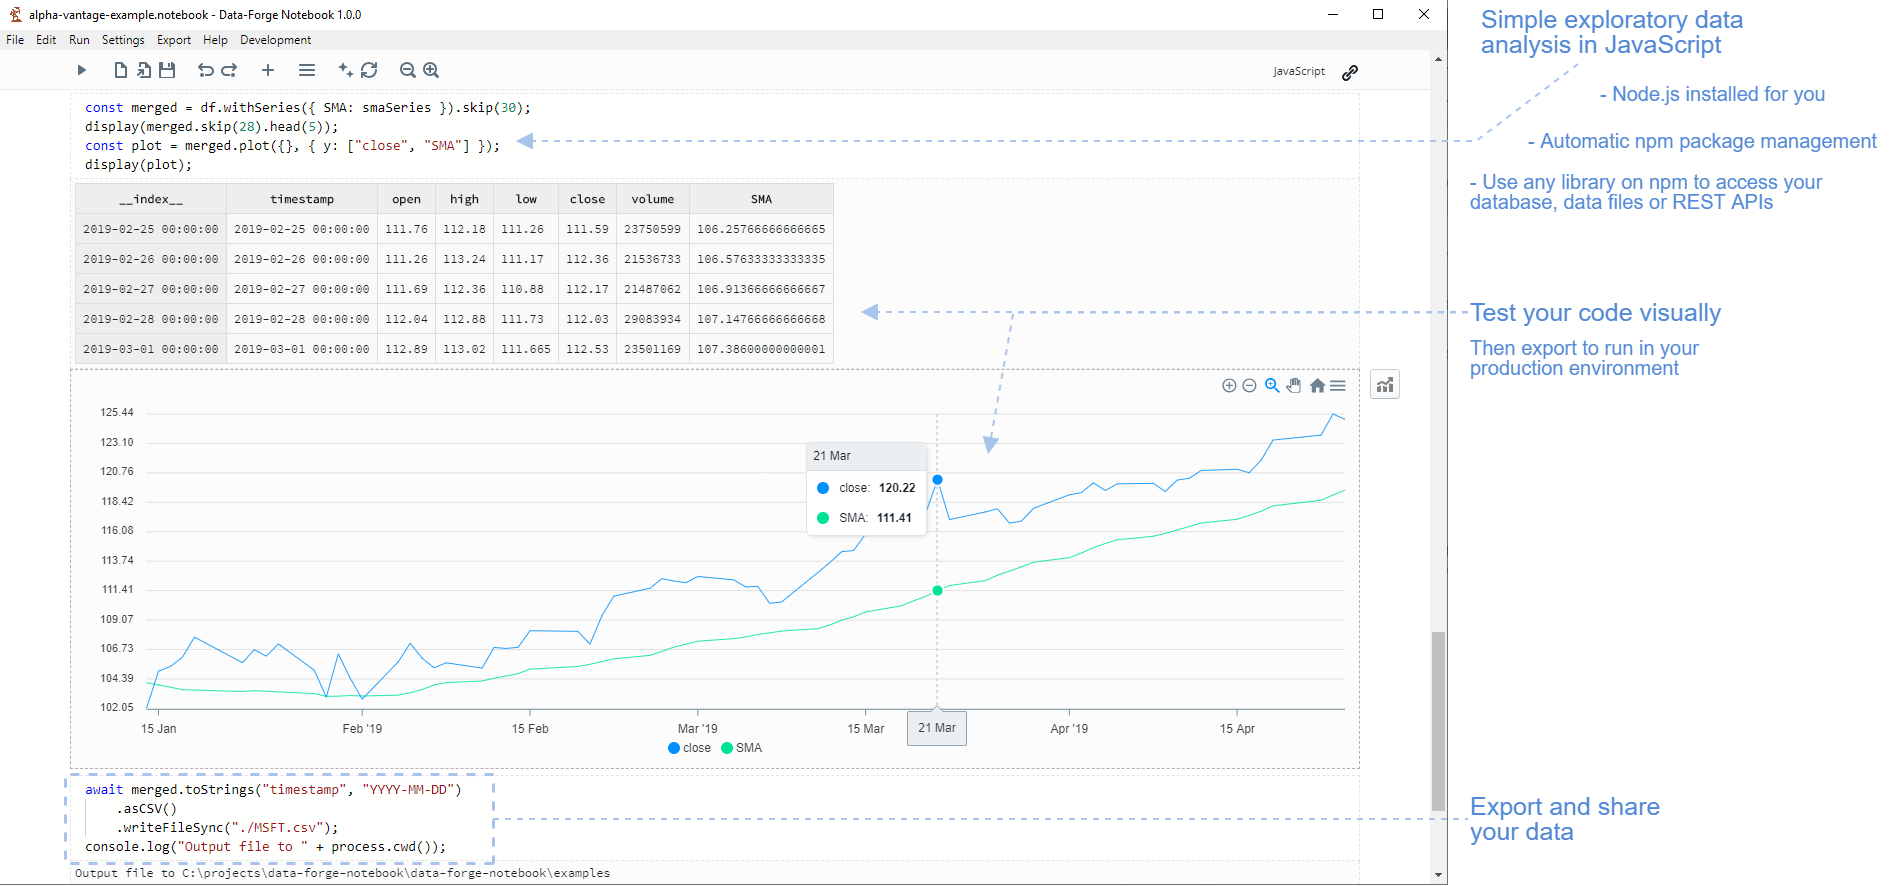 alpha-vantage-example.notebook - Data-Forge Notebook 1.0.0
File Edit Run Settings Export Help Development
JavaScript
const merged = df.withSeries({ SMA: smaSeries }).skip(30);
display(merged.skip(28).head(5));
const plot = merged.plot({}, { y: ["close", "SMA"] });
display(plot);
__index__ timestamp open high low close volume SMA
2019-02-25 00:00:00 2019-02-25 00:00:00 111.76 112.18 111.26 111.59 23750599 106.25766666666665
2019-02-26 00:00:00 2019-02-26 00:00:00 111.26 113.24 111.17 112.36 21536733 106.57633333333335
2019-02-27 00:00:00 2019-02-27 00:00:00 111.69 112.36 110.88 112.17 21487062 106.91366666666667
2019-02-28 00:00:00 2019-02-28 00:00:00 112.04 112.88 111.73 112.03 29083934 107.14766666666668
2019-03-01 00:00:00 2019-03-01 00:00:00 112.89 113.02 111.665 112.53 23501169 107.38600000000001
125.44
123.10
120.76
118.42
116.08
113.74
111.41
109.07
106.73
104.39
102.05
21 Mar
close: 120.22
SMA: 111.41
15 Jan Feb '19 15 Feb Mar '19 15 Mar 21 Mar Apr '19 15 Apr
close SMA
await merged.toStrings("timestamp", "YYYY-MM-DD")
.asCSV()
.writeFileSync("./MSFT.csv");
console.log("Output file to " + process.cwd());
Output file to C:\projects\data-forge-notebook\data-forge-notebook\examples
Simple exploratory data
analysis in JavaScript
- Node.js installed for you
- Automatic npm package management
- Use any library on npm to access your
database, data files or REST APIs
Test your code visually
Then export to run in your
production environment
Export and share
your data